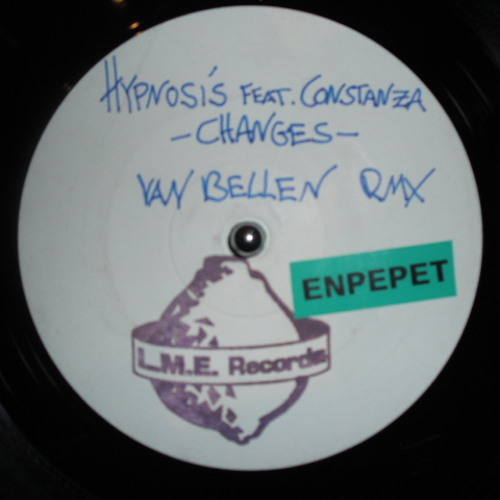 HYPNOSIS FEAT. CONSTANZA
- CHANGES -
VAN BELLEN RMX
ENPEPET
L.M.E. Records